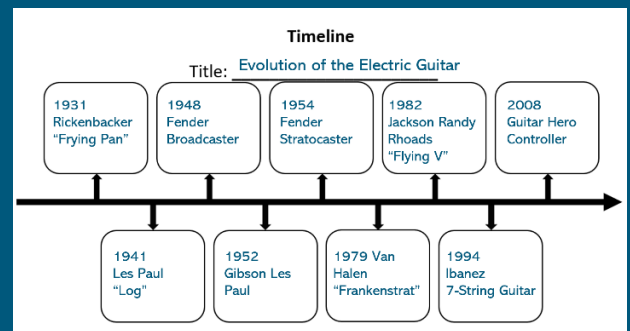 Timeline
Title: Evolution of the Electric Guitar
1931
Rickenbacker
“Frying Pan”
1948
Fender
Broadcaster
1954
Fender
Stratocaster
1982
Jackson Randy
Rhoads
“Flying V”
2008
Guitar Hero
Controller
1941
Les Paul
“Log”
1952
Gibson Les
Paul
1979 Van
Halen
“Frankenstrat”
1994
Ibanez
7-String Guitar